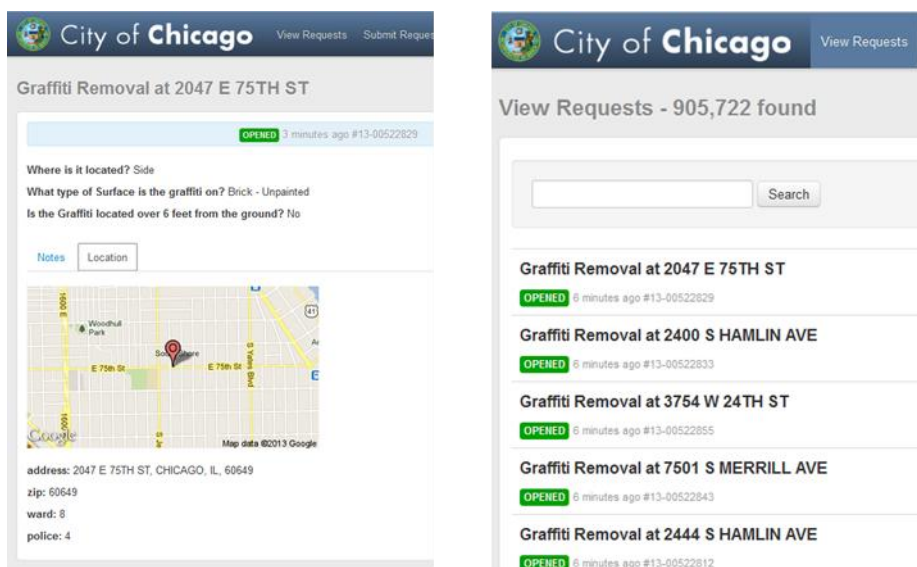 City of Chicago View Requests Submit Reques
Graffiti Removal at 2047 E 75TH ST
OPENED 3 minutes ago #13-00522829
Where is it located? Side
What type of Surface is the graffiti on? Brick - Unpainted
Is the Graffiti located over 6 feet from the ground? No
Notes Location
1600 E
Woodhull
Park
41
E 75th St
E 75th St
S Yates Blvd
1600
Google
Map data ©2013 Google
address: 2047 E 75TH ST, CHICAGO, IL, 60649
zip: 60649
ward: 8
police: 4
City of Chicago View Requests
View Requests - 905,722 found
Search
Graffiti Removal at 2047 E 75TH ST
OPENED 6 minutes ago #13-00522829
Graffiti Removal at 2400 S HAMLIN AVE
OPENED 6 minutes ago #13-00522833
Graffiti Removal at 3754 W 24TH ST
OPENED 6 minutes ago #13-00522855
Graffiti Removal at 7501 S MERRILL AVE
OPENED 6 minutes ago #13-00522843
Graffiti Removal at 2444 S HAMLIN AVE
OPENED 6 minutes ago #13-00522812